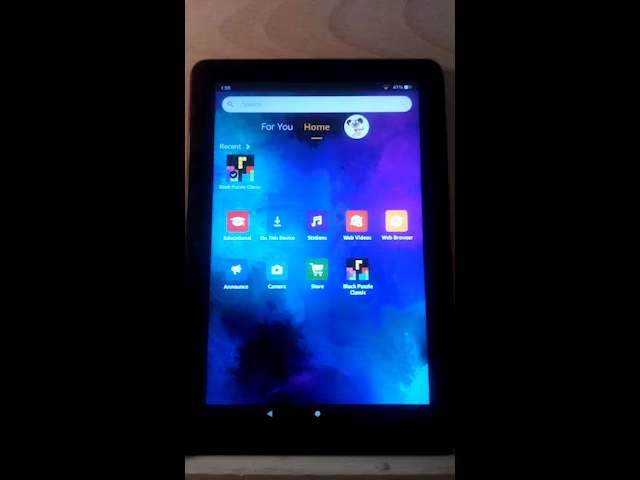 1:59
47%
Search
For You Home
Recent >
Block Puzzle Classic
Educational On This Device Stations Web Videos Web Browser
Announce Camera Store Block Puzzle
Classic